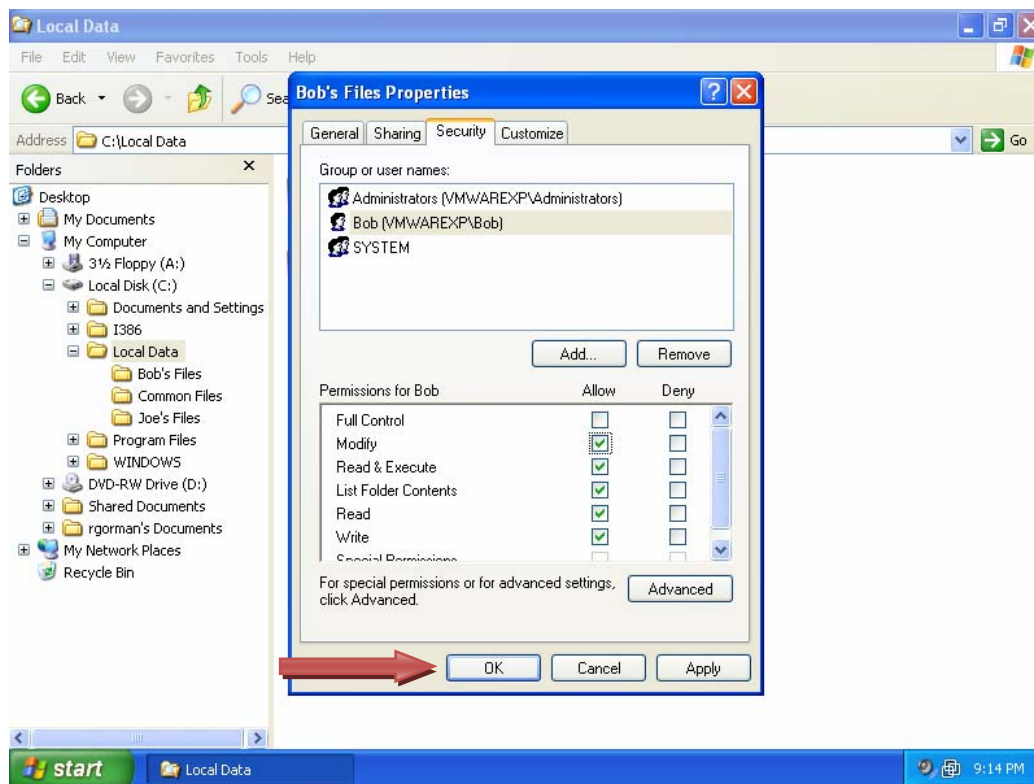 Local Data
File Edit View Favorites Tools Help
Back Sea
Address C:\Local Data Go
Folders
Desktop
My Documents
My Computer
3½ Floppy (A:)
Local Disk (C:)
Documents and Settings
I386
Local Data
Bob's Files
Common Files
Joe's Files
Program Files
WINDOWS
DVD-RW Drive (D:)
Shared Documents
rgorman's Documents
My Network Places
Recycle Bin
Bob's Files Properties
General Sharing Security Customize
Group or user names:
Administrators (VMWAREXP\Administrators)
Bob (VMWAREXP\Bob)
SYSTEM
Add... Remove
Permissions for Bob Allow Deny
Full Control
Modify
Read & Execute
List Folder Contents
Read
Write
Special Permissions
For special permissions or for advanced settings,
click Advanced.
Advanced
OK Cancel Apply
start Local Data 9:14 PM